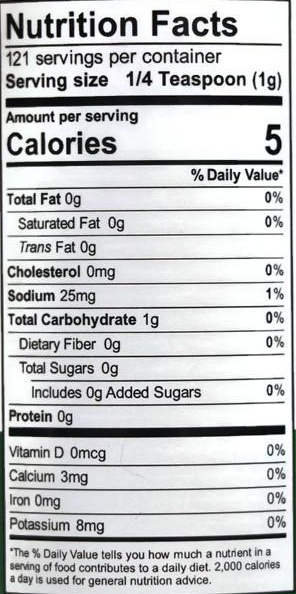 Nutrition Facts
121 servings per container
Serving size 1/4 Teaspoon (1g)
Amount per serving
Calories 5
% Daily Value*
Total Fat 0g 0%
Saturated Fat 0g 0%
Trans Fat 0g
Cholesterol 0mg 0%
Sodium 25mg 1%
Total Carbohydrate 1g 0%
Dietary Fiber 0g 0%
Total Sugars 0g
Includes 0g Added Sugars 0%
Protein 0g
Vitamin D 0mcg 0%
Calcium 3mg 0%
Iron 0mg 0%
Potassium 8mg 0%
*The % Daily Value tells you how much a nutrient in a
serving of food contributes to a daily diet. 2,000 calories
a day is used for general nutrition advice.